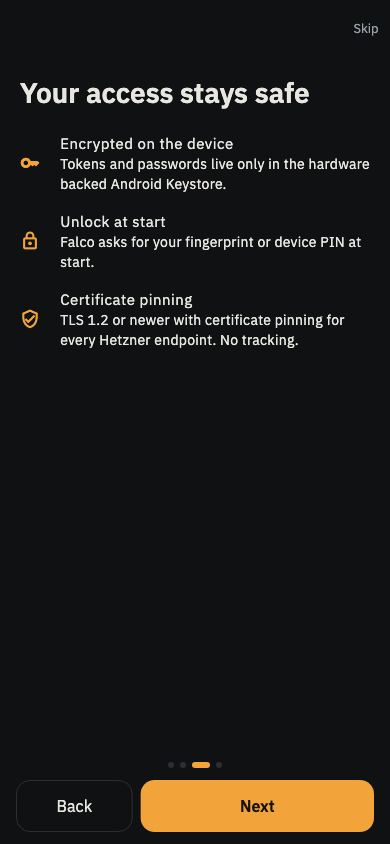 Skip
Your access stays safe
Encrypted on the device
Tokens and passwords live only in the hardware
backed Android Keystore.
Unlock at start
Falco asks for your fingerprint or device PIN at
start.
Certificate pinning
TLS 1.2 or newer with certificate pinning for
every Hetzner endpoint. No tracking.
Back
Next